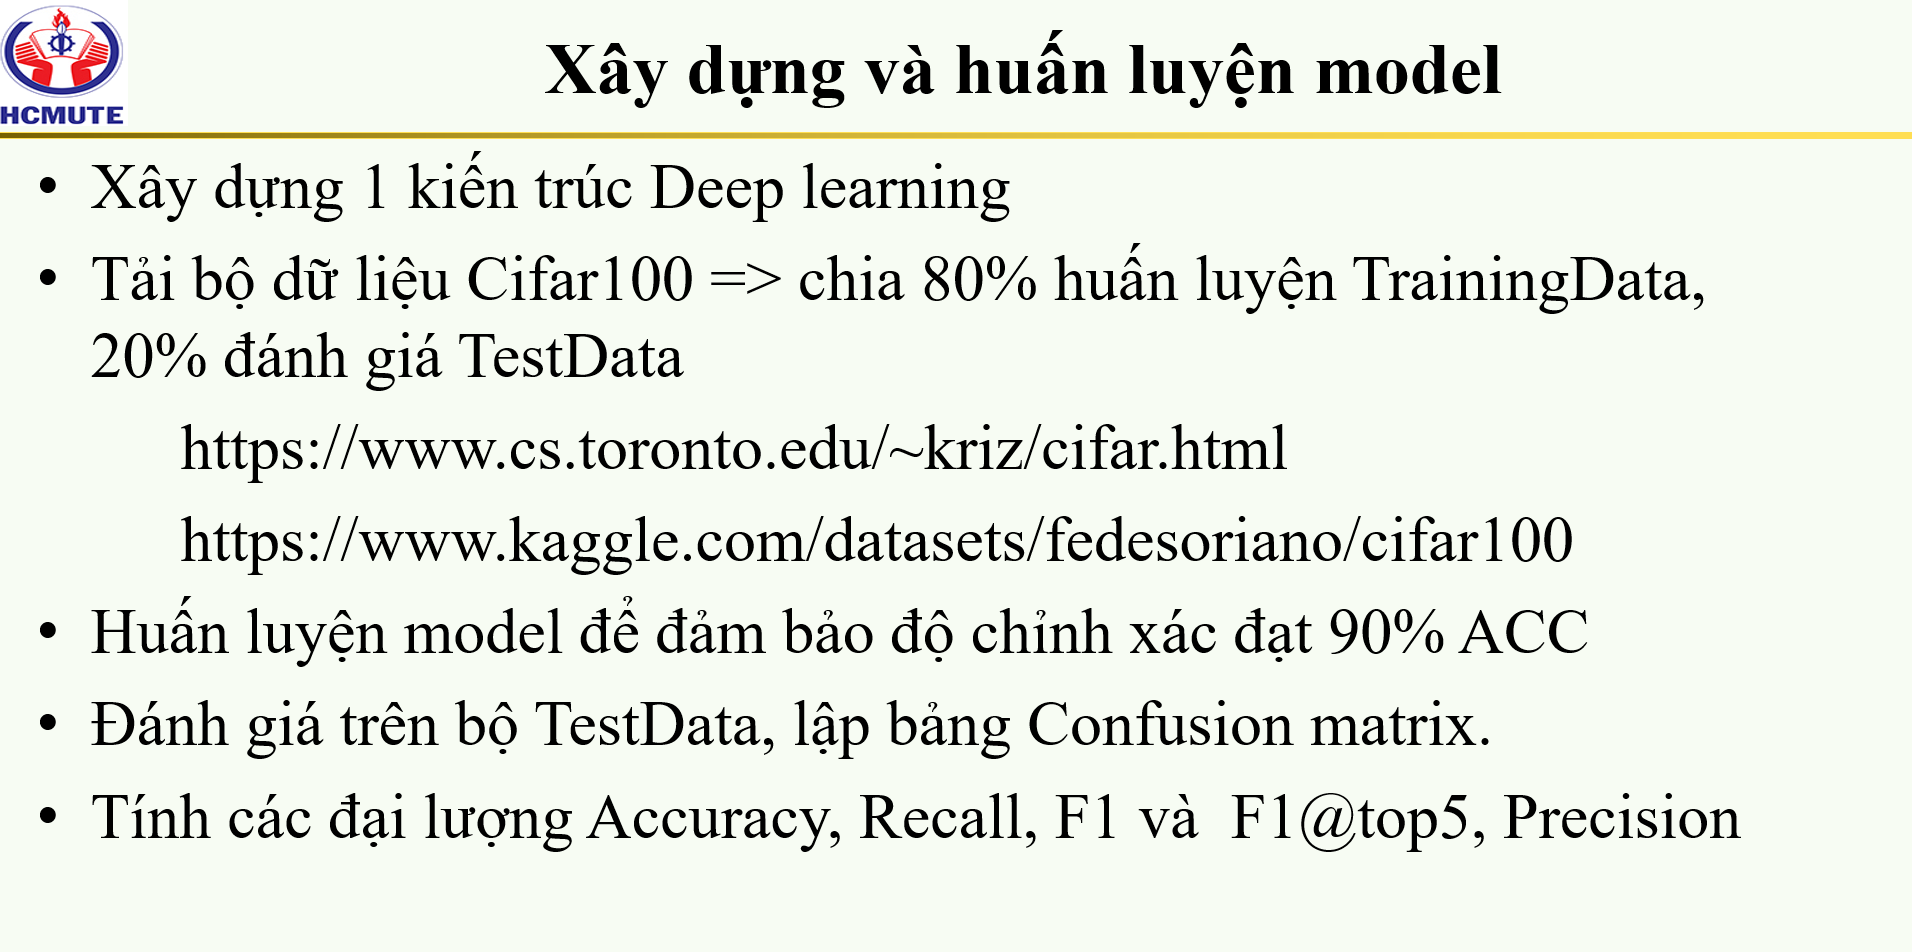 HCMUTE
Xây dựng và huấn luyện model
• Xây dựng 1 kiến trúc Deep learning
• Tải bộ dữ liệu Cifar100 => chia 80% huấn luyện TrainingData,
20% đánh giá TestData
https://www.cs.toronto.edu/~kriz/cifar.html
https://www.kaggle.com/datasets/fedesoriano/cifar100
• Huấn luyện model để đảm bảo độ chỉnh xác đạt 90% ACC
• Đánh giá trên bộ TestData, lập bảng Confusion matrix.
• Tính các đại lượng Accuracy, Recall, F1 và  F1@top5, Precision